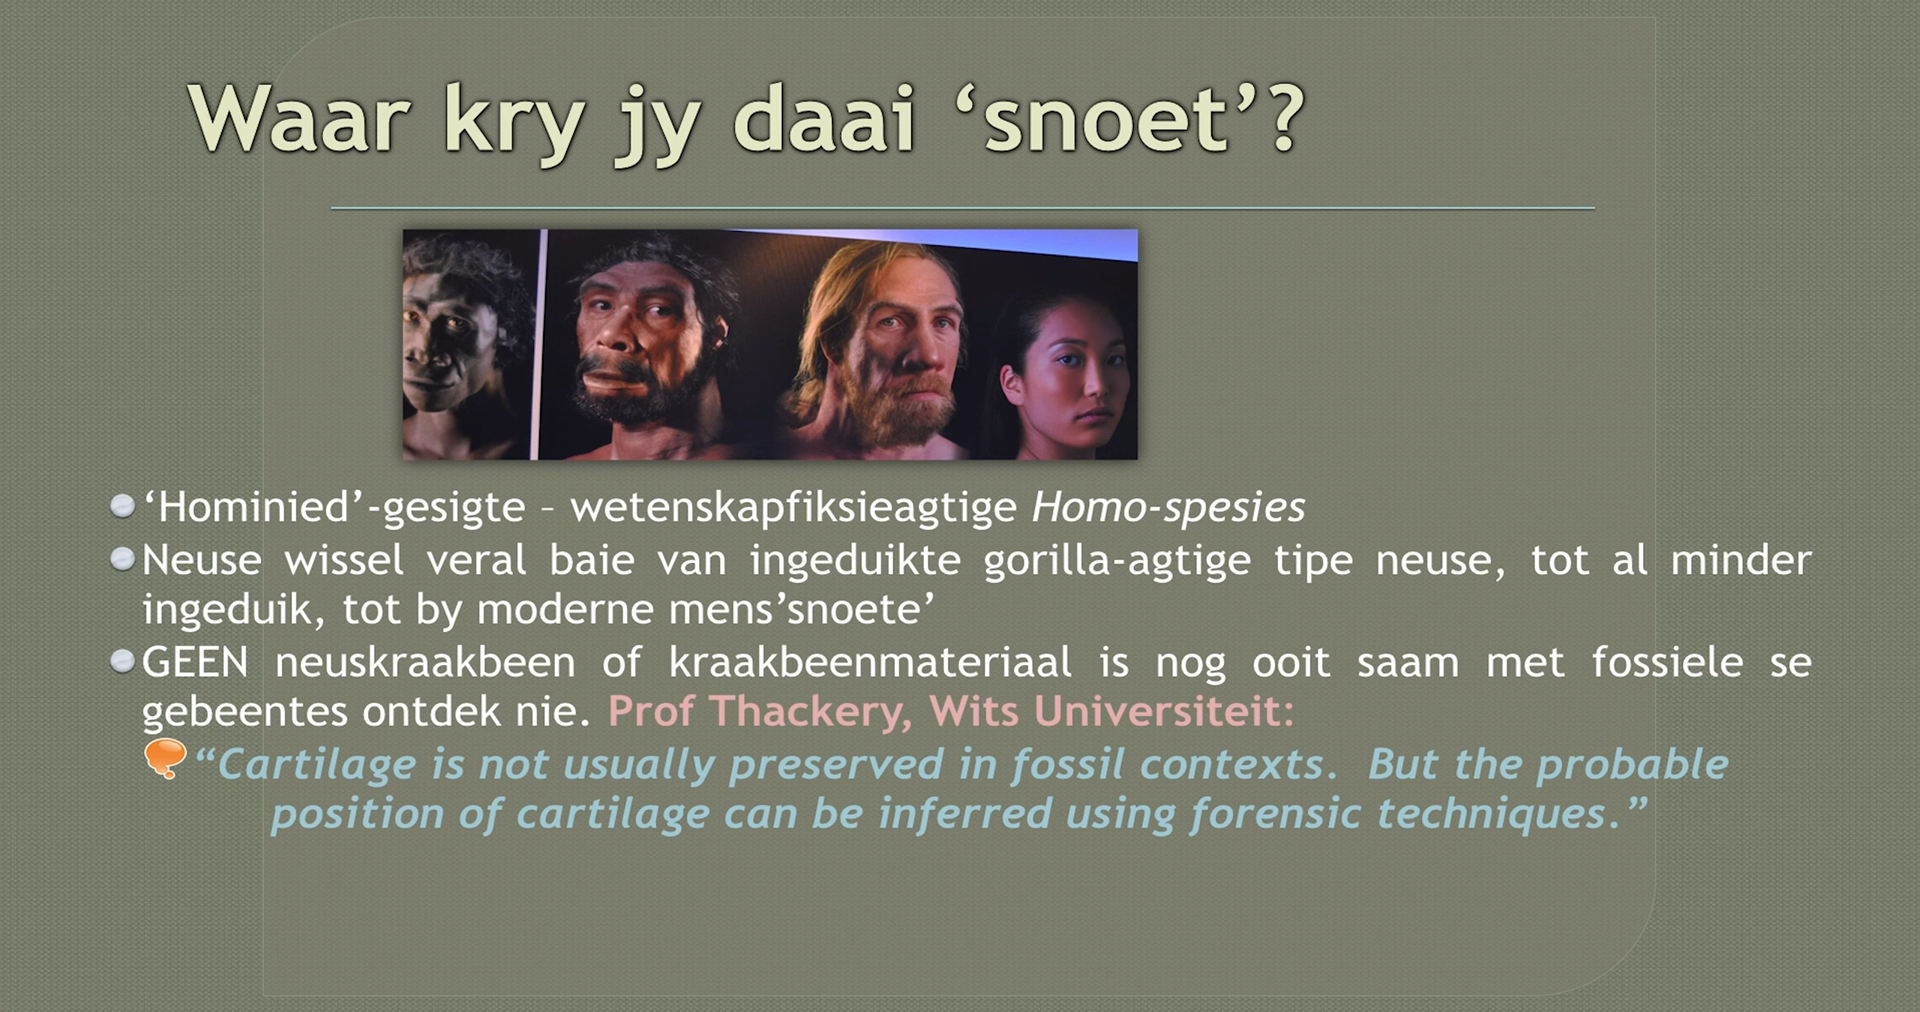 Waar kry jy daai ‘snoet’?
‘Hominied’-gesigte – wetenskapfiksieagtige Homo-spesies
Neuse wissel veral baie van ingeduikte gorilla-agtige tipe neuse, tot al minder
ingeduik, tot by moderne mens’snoete’
GEEN neuskraakbeen of kraakbeenmateriaal is nog ooit saam met fossiele se
gebeentes ontdek nie. Prof Thackery, Wits Universiteit:
“Cartilage is not usually preserved in fossil contexts. But the probable
position of cartilage can be inferred using forensic techniques.”